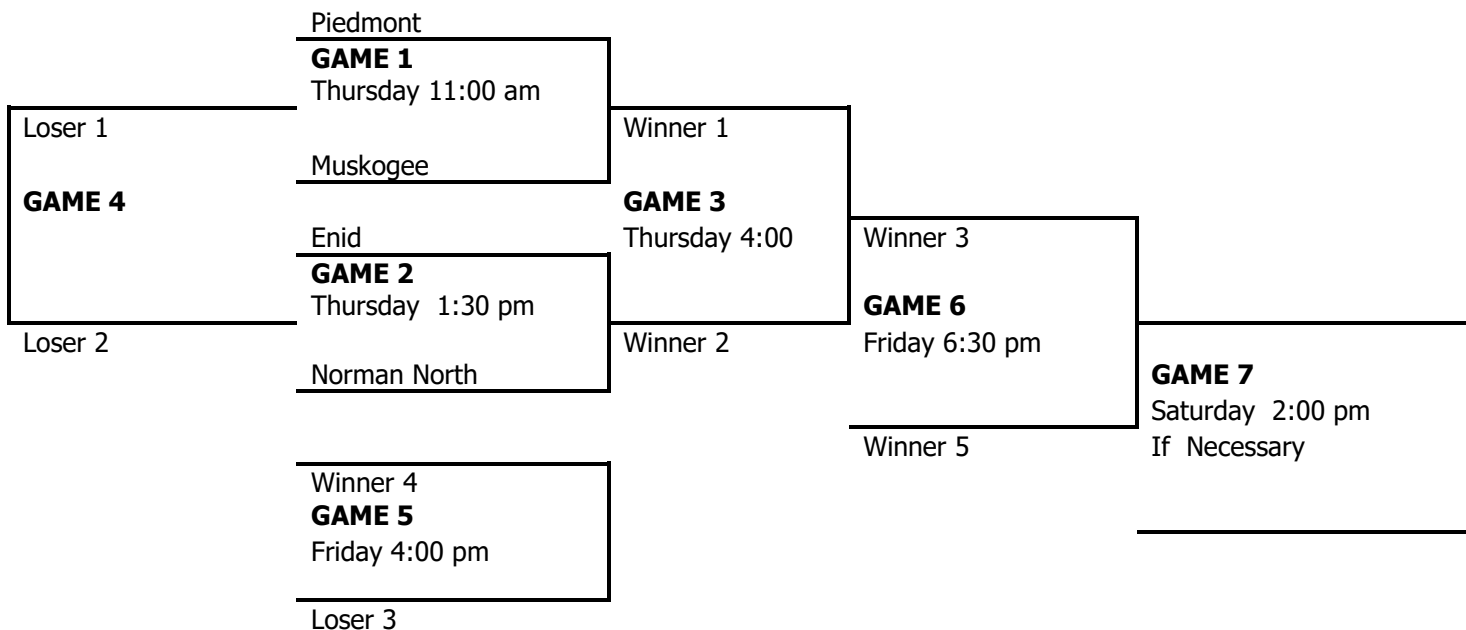 Piedmont
GAME 1
Thursday 11:00 am
Loser 1
Winner 1
Muskogee
GAME 4
GAME 3
Enid
Thursday 4:00
Winner 3
GAME 2
Thursday 1:30 pm
GAME 6
Loser 2
Winner 2
Friday 6:30 pm
Norman North
GAME 7
Saturday 2:00 pm
Winner 5
If Necessary
Winner 4
GAME 5
Friday 4:00 pm
Loser 3